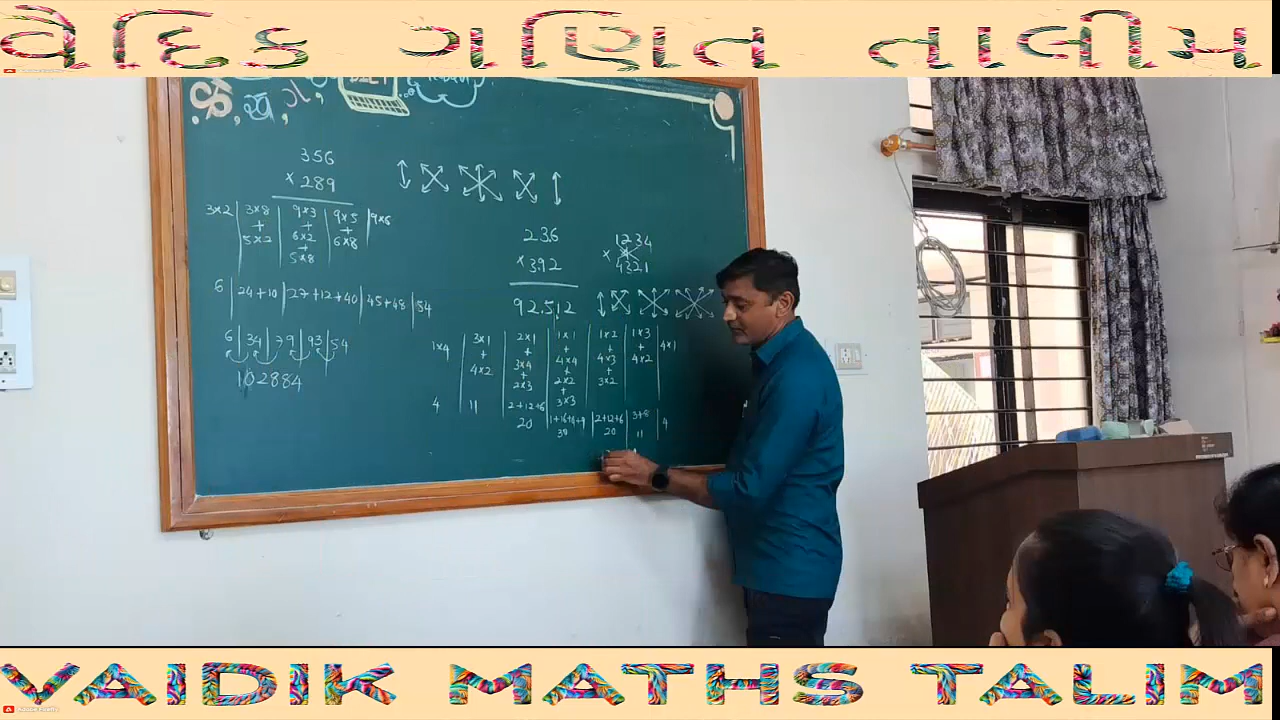 વૈદિક ગણિત તાલીમ
356
×289
3×2 | 3×8 + 5×2 | 9×3 + 6×2 + 5×8 | 9×5 + 6×8 | 9×6
6 | 24+10 | 27+12+40 | 45+48 | 54
6 | 34 | 79 | 93 | 54
102884
236
×392
92,512
1234
×4321
1×4 | 3×1 + 4×2 | 2×1 + 3×4 + 2×3 | 1×1 + 4×4 + 2×2 + 3×3 | 1×2 + 4×3 + 3×2 | 1×3 + 4×2 | 4×1
4 | 11 | 2+12+6 | 1+16+4+9 | 2+12+6 | 3+8 | 4
20 | 30 | 20 | 11
VAIDIK MATHS TALIM